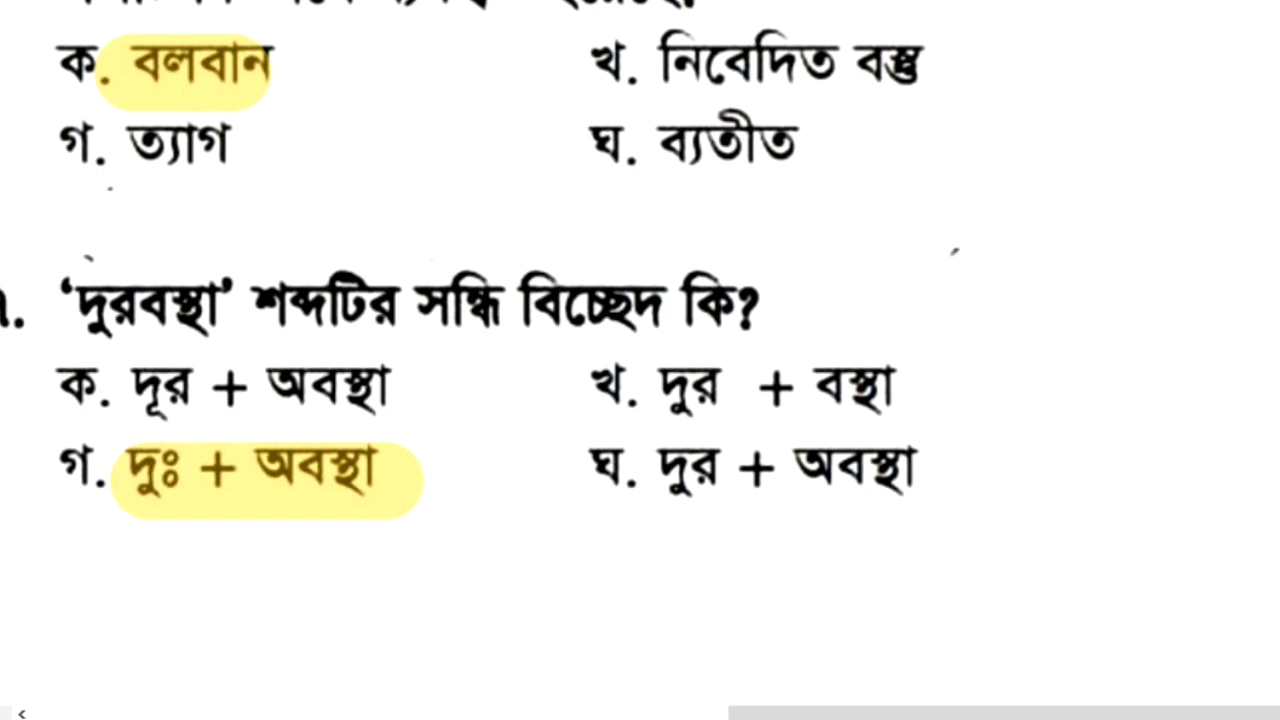 ক. বলবান খ. নিবেদিত বস্তু
গ. ত্যাগ ঘ. ব্যতীত
‘দুরবস্থা’ শব্দটির সন্ধি বিচ্ছেদ কি?
ক. দূর + অবস্থা খ. দুর + বস্থা
গ. দুঃ + অবস্থা ঘ. দুর + অবস্থা